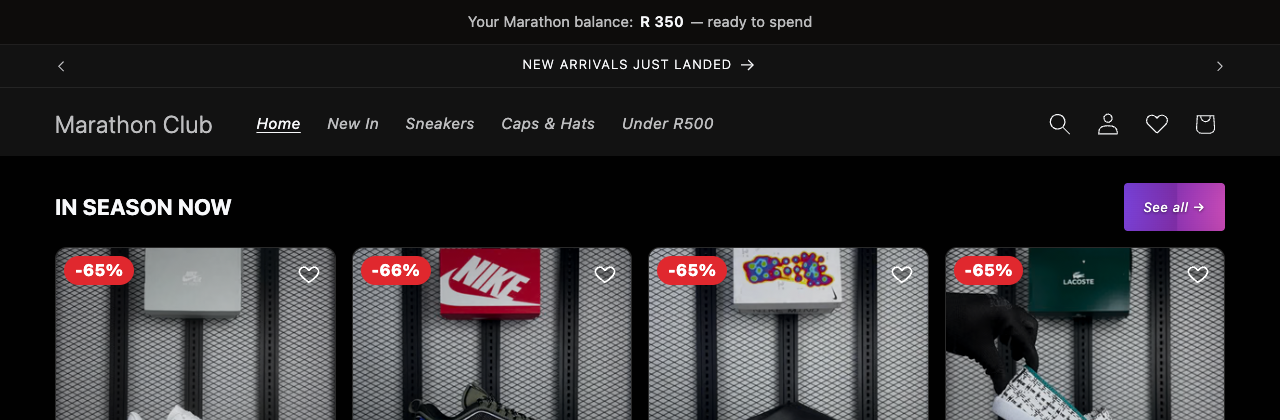 Your Marathon balance: R 350 — ready to spend
NEW ARRIVALS JUST LANDED →
Marathon Club
Home New In Sneakers Caps & Hats Under R500
IN SEASON NOW
See all →
-65%
-66%
NIKE
-65%
-65%
LACOSTE